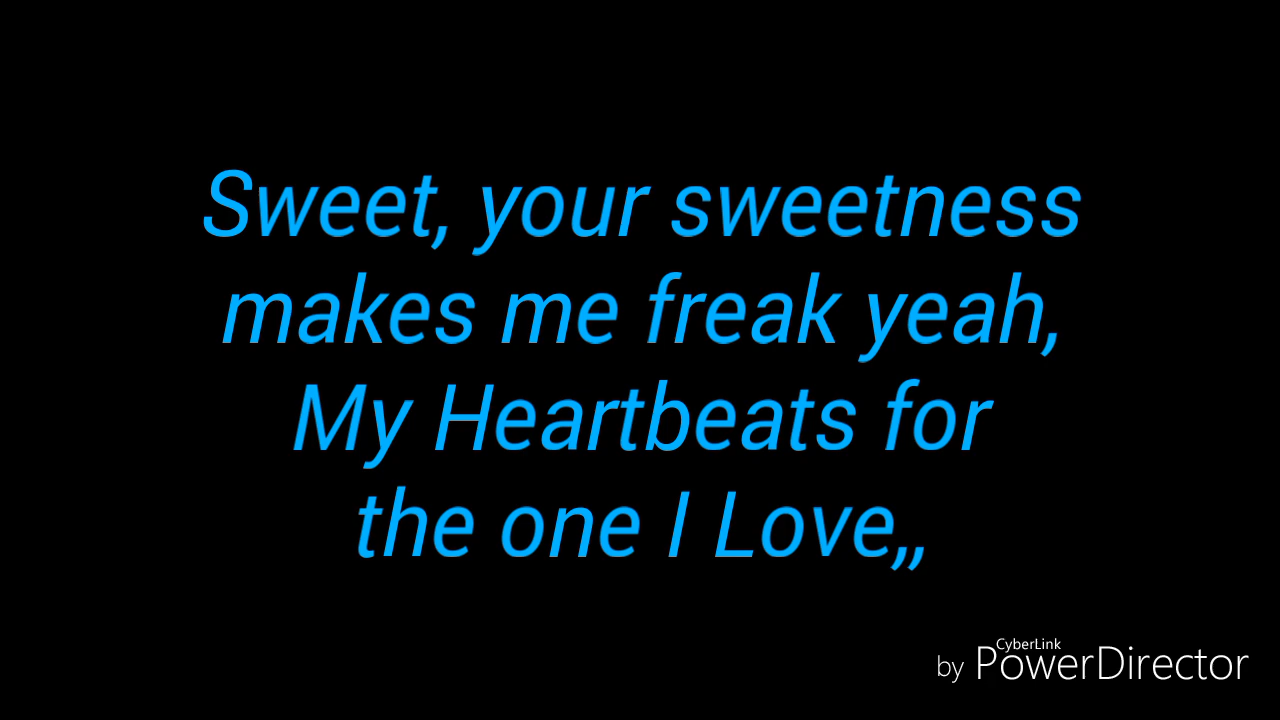 Sweet, your sweetness
makes me freak yeah,
My Heartbeats for
the one I Love,,
CyberLink
by PowerDirector